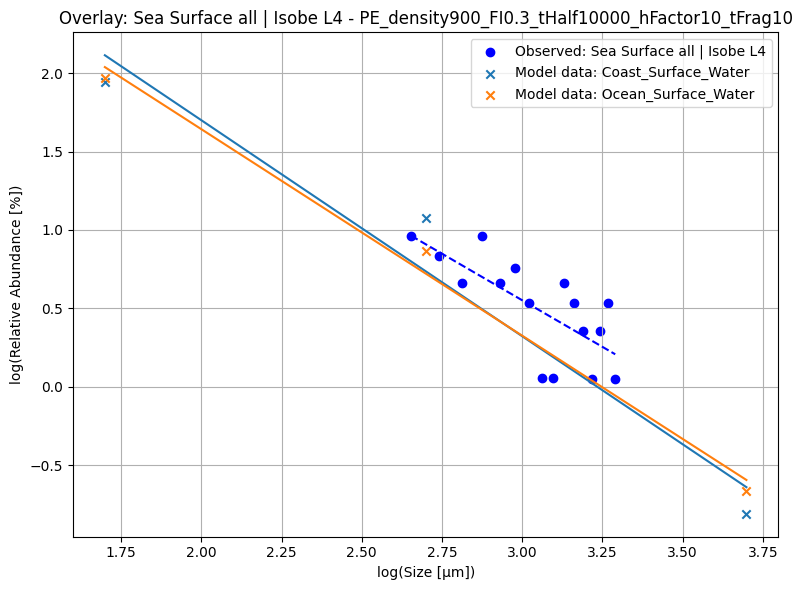 Overlay: Sea Surface all | Isobe L4 - PE_density900_FI0.3_tHalf10000_hFactor10_tFrag10
Observed: Sea Surface all | Isobe L4
Model data: Coast_Surface_Water
Model data: Ocean_Surface_Water
log(Relative Abundance [%])
2.0
1.5
1.0
0.5
0.0
−0.5
1.75 2.00 2.25 2.50 2.75 3.00 3.25 3.50 3.75
log(Size [μm])